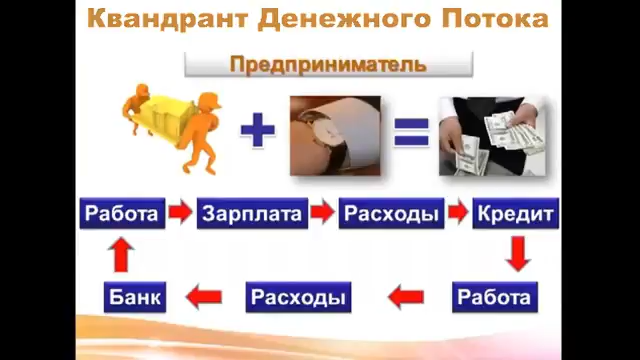 Квандрант Денежного Потока
Предприниматель
Работа
Зарплата
Расходы
Кредит
Банк
Расходы
Работа